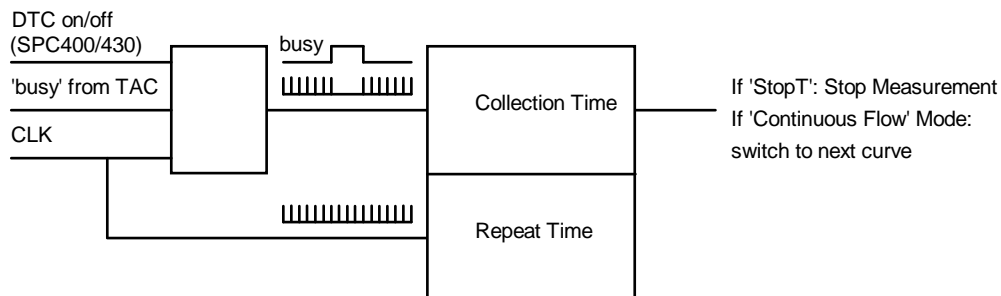 DTC on/off
(SPC400/430)
busy
'busy' from TAC
CLK
Collection Time
If 'StopT': Stop Measurement
If 'Continuous Flow' Mode:
switch to next curve
Repeat Time